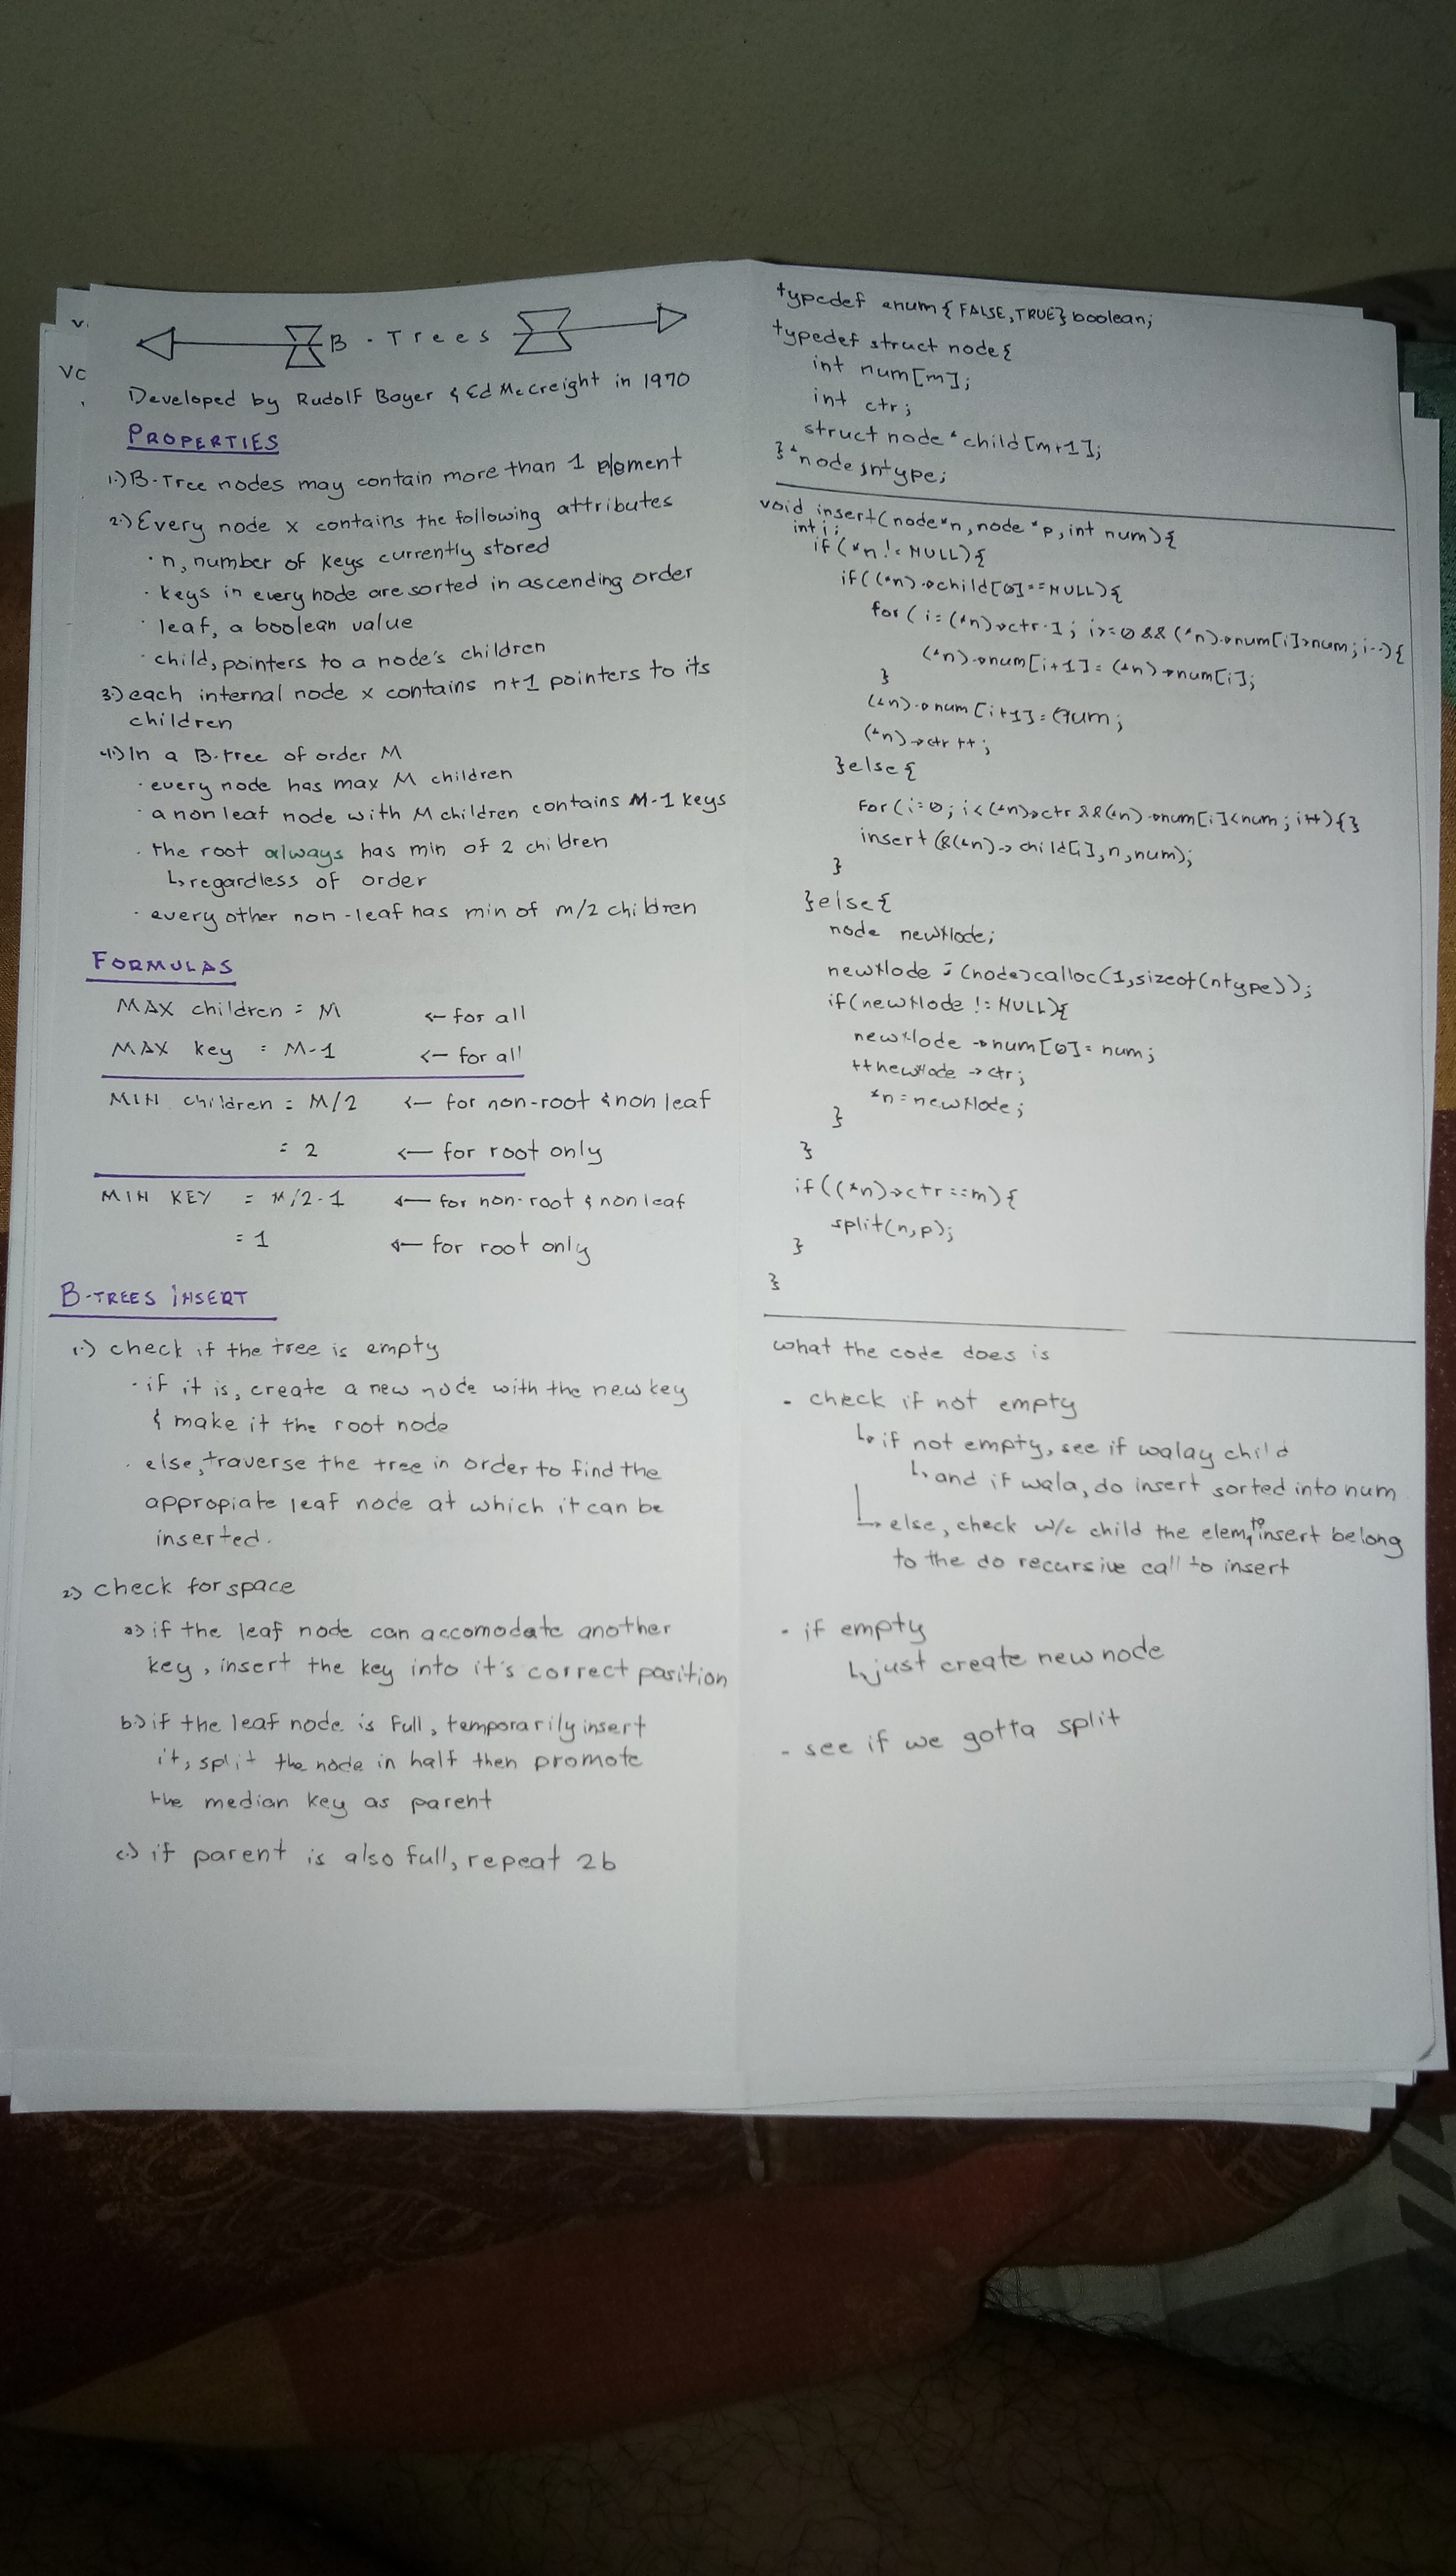 V.
VC
B - Trees
Developed by Rudolf Bayer & Ed McCreight in 1970
PROPERTIES
1.) B-Tree nodes may contain more than 1 element
2.) Every node x contains the following attributes
· n, number of keys currently stored
· keys in every node are sorted in ascending order
· leaf, a boolean value
· child, pointers to a node's children
3.) each internal node x contains n+1 pointers to its
children
4.) In a B-tree of order M
· every node has max M children
· a non leaf node with M children contains M-1 keys
· the root always has min of 2 children
↳ regardless of order
· every other non-leaf has min of m/2 children
FORMULAS
MAX children = M ← for all
MAX key = M-1 ← for all
MIN children = M/2 ← for non-root & non leaf
= 2 ← for root only
MIN KEY = M/2-1 ← for non-root & non leaf
= 1 ← for root only
B-TREES INSERT
1.) check if the tree is empty
· if it is, create a new node with the new key
& make it the root node
· else, traverse the tree in order to find the
appropiate leaf node at which it can be
inserted.
2.) check for space
a.) if the leaf node can accomodate another
key, insert the key into it's correct position
b.) if the leaf node is full, temporarily insert
it, split the node in half then promote
the median key as parent
c.) if parent is also full, repeat 2b
typedef enum{ FALSE, TRUE} boolean;
typedef struct node{
int num[m];
int ctr;
struct node *child[m+1];
} *node, ntype;
void insert(node *n, node *p, int num){
int i;
if(*n != NULL){
if((*n)->child[0]==NULL){
for( i = (*n)->ctr-1; i>=0 && (*n)->num[i]>num; i--){
(*n)->num[i+1] = (*n)->num[i];
}
(*n)->num[i+1] = num;
(*n)->ctr++;
}else{
for(i=0; i<(*n)->ctr &&(*n)->num[i]<num; i++){}
insert(&(*n)->child[i], n, num);
}
}else{
node newNode;
newNode = (node)calloc(1, sizeof(ntype));
if(newNode != NULL){
newNode ->num[0] = num;
++newNode ->ctr;
*n = newNode;
}
}
if((*n)->ctr==m){
split(n,p);
}
}
what the code does is
- check if not empty
↳ if not empty, see if walay child
↳ and if wala, do insert sorted into num
↳ else, check w/c child the elem, to insert belong
to the do recursive call to insert
- if empty
↳ just create new node
- see if we gotta split